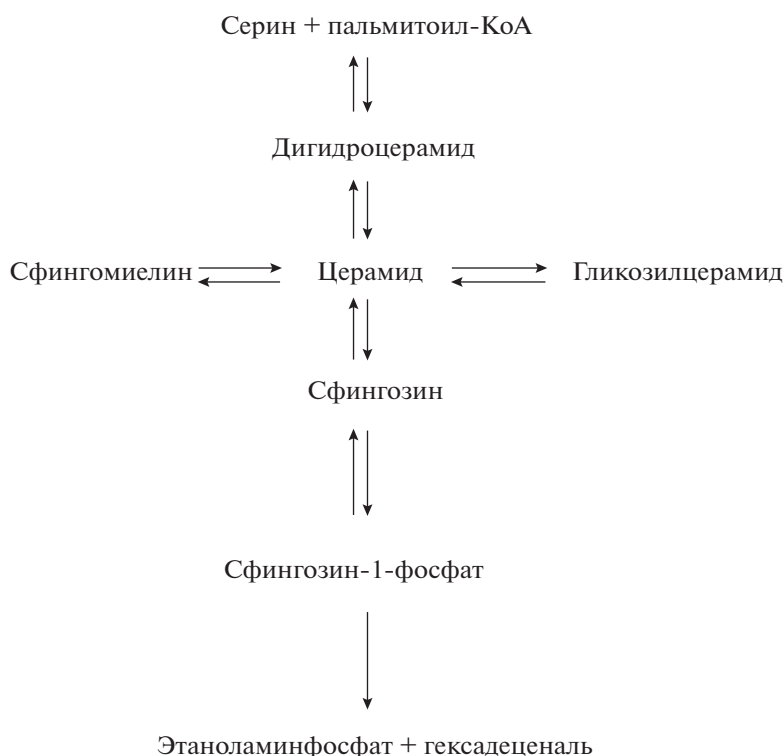 Серин + пальмитоил-КоА
Дигидроцерамид
Сфингомиелин Церамид Гликозилцерамид
Сфингозин
Сфингозин-1-фосфат
Этаноламинфосфат + гексадеценаль